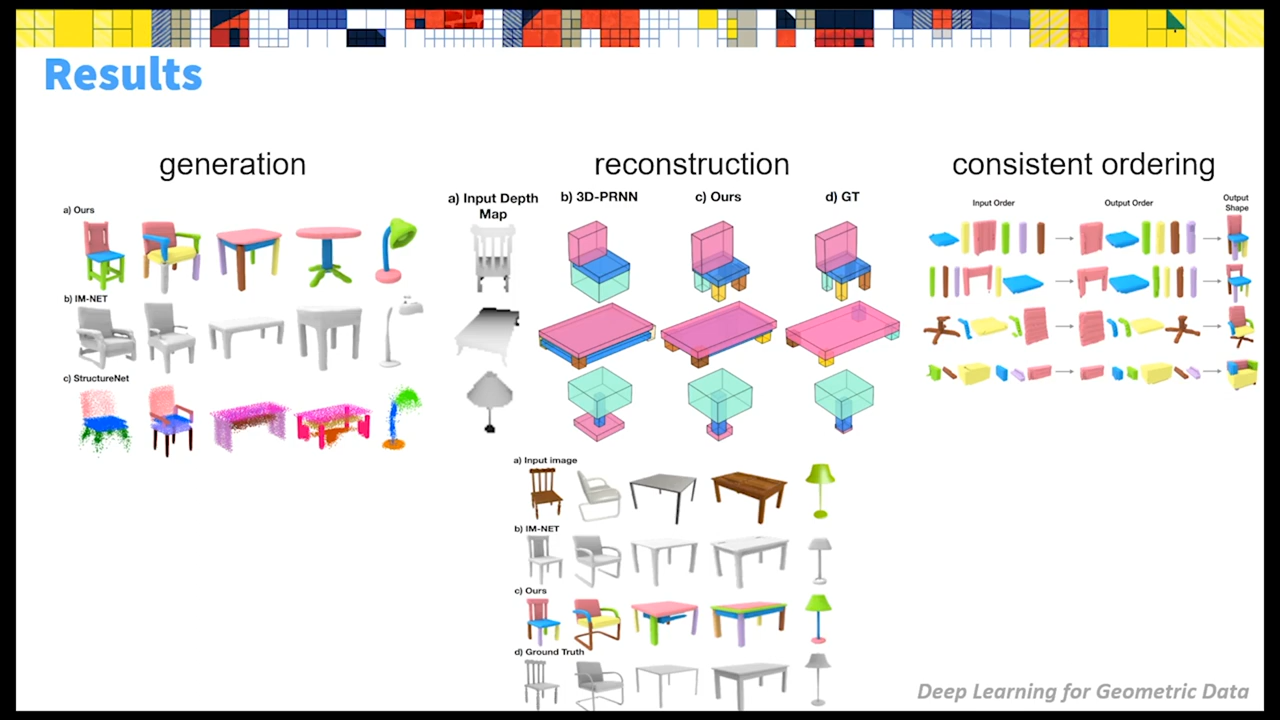 Results
generation
reconstruction
consistent ordering
a) Ours
b) IM-NET
c) StructureNet
a) Input Depth
Map
b) 3D-PRNN
c) Ours
d) GT
a) Input image
b) IM-NET
c) Ours
d) Ground Truth
Input Order
Output Order
Output
Shape
Deep Learning for Geometric Data